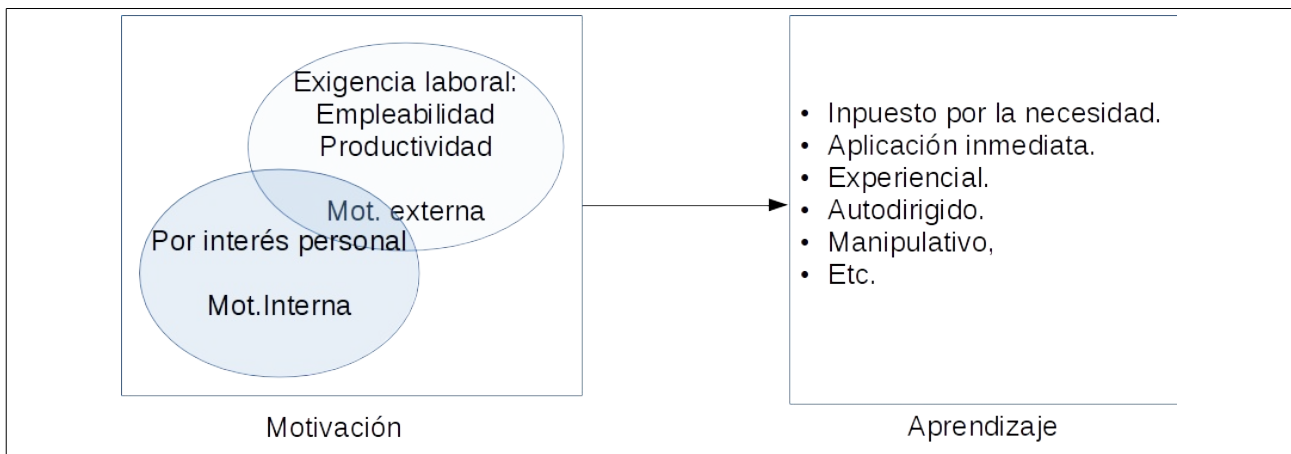 Exigencia laboral:
Empleabilidad
Productividad
Mot. externa
Por interés personal
Mot.Interna
Motivación
• Inpuesto por la necesidad.
• Aplicación inmediata.
• Experiencial.
• Autodirigido.
• Manipulativo,
• Etc.
Aprendizaje